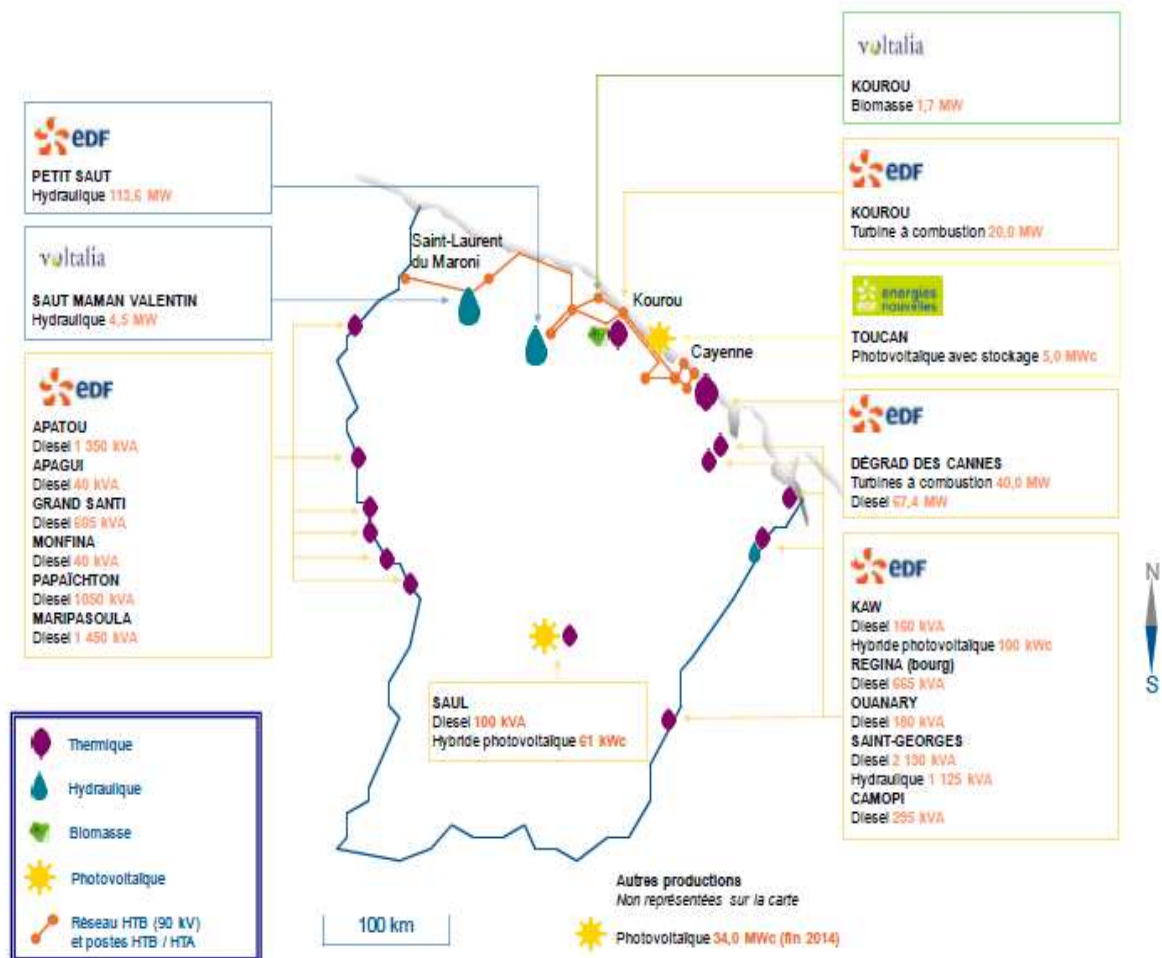 voltalia
KOUROU
Biomasse 1,7 MW
eDF
PETIT SAUT
Hydraulique 113,6 MW
eDF
KOUROU
Turbine à combustion 20,0 MW
voltalia
SAUT MAMAN VALENTIN
Hydraulique 4,5 MW
Saint-Laurent
du Maroni
Kourou
Cayenne
eDF énergies
nouvelles
TOUCAN
Photovoltaïque avec stockage 5,0 MWc
eDF
APATOU
Diesel 1 350 kVA
APAGUI
Diesel 40 kVA
GRAND SANTI
Diesel 605 kVA
MONFINA
Diesel 40 kVA
PAPAÏCHTON
Diesel 1050 kVA
MARIPASOULA
Diesel 1 450 kVA
eDF
DÉGRAD DES CANNES
Turbines à combustion 40,0 MW
Diesel 67,4 MW
eDF
KAW
Diesel 160 kVA
Hybride photovoltaïque 100 kWc
REGINA (bourg)
Diesel 665 kVA
OUANARY
Diesel 180 kVA
SAINT-GEORGES
Diesel 2 130 kVA
Hydraulique 1 125 kVA
CAMOPI
Diesel 295 kVA
N
S
SAUL
Diesel 100 kVA
Hybride photovoltaïque 61 kWc
Thermique
Hydraulique
Biomasse
Photovoltaïque
Réseau HTB (90 kV)
et postes HTB / HTA
100 km
Autres productions
Non représentées sur la carte
Photovoltaïque 34,0 MWc (fin 2014)